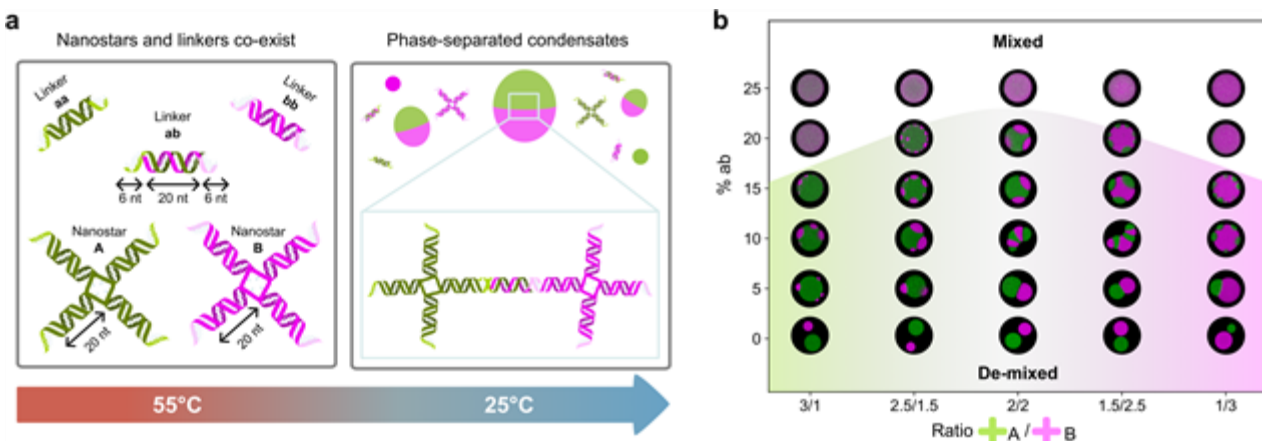 a
Nanostars and linkers co-exist
Phase-separated condensates
Linker
aa
Linker
bb
Linker
ab
6 nt
20 nt
6 nt
Nanostar
A
Nanostar
B
20 nt
20 nt
55°C
25°C
b
Mixed
% ab
25
20
15
10
5
0
De-mixed
3/1
2.5/1.5
2/2
1.5/2.5
1/3
Ratio A / B